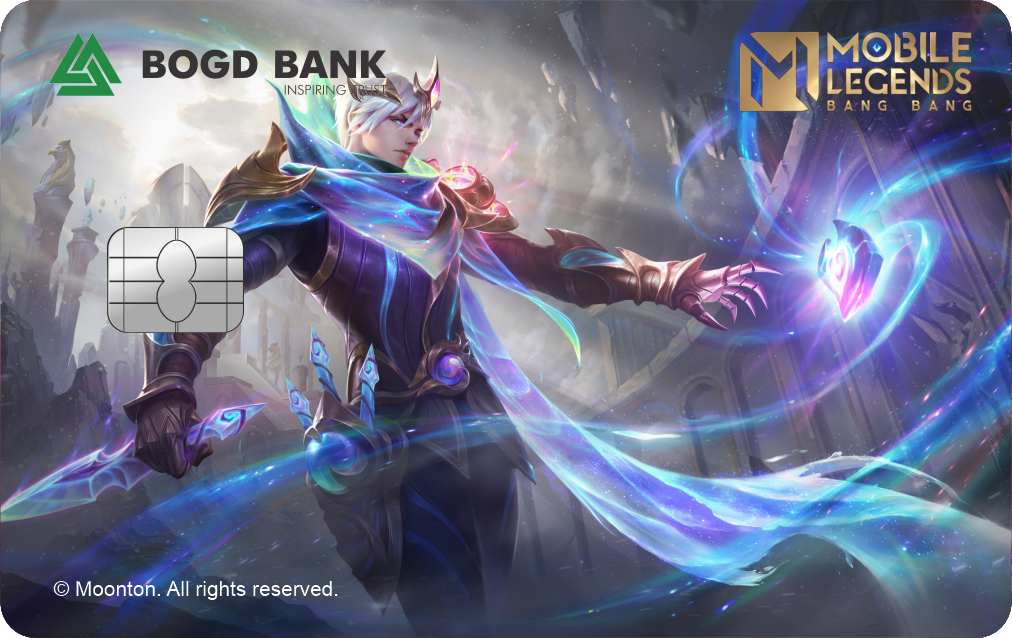 BOGD BANK
INSPIRING TRUST
MOBILE
LEGENDS
BANG BANG
© Moonton. All rights reserved.